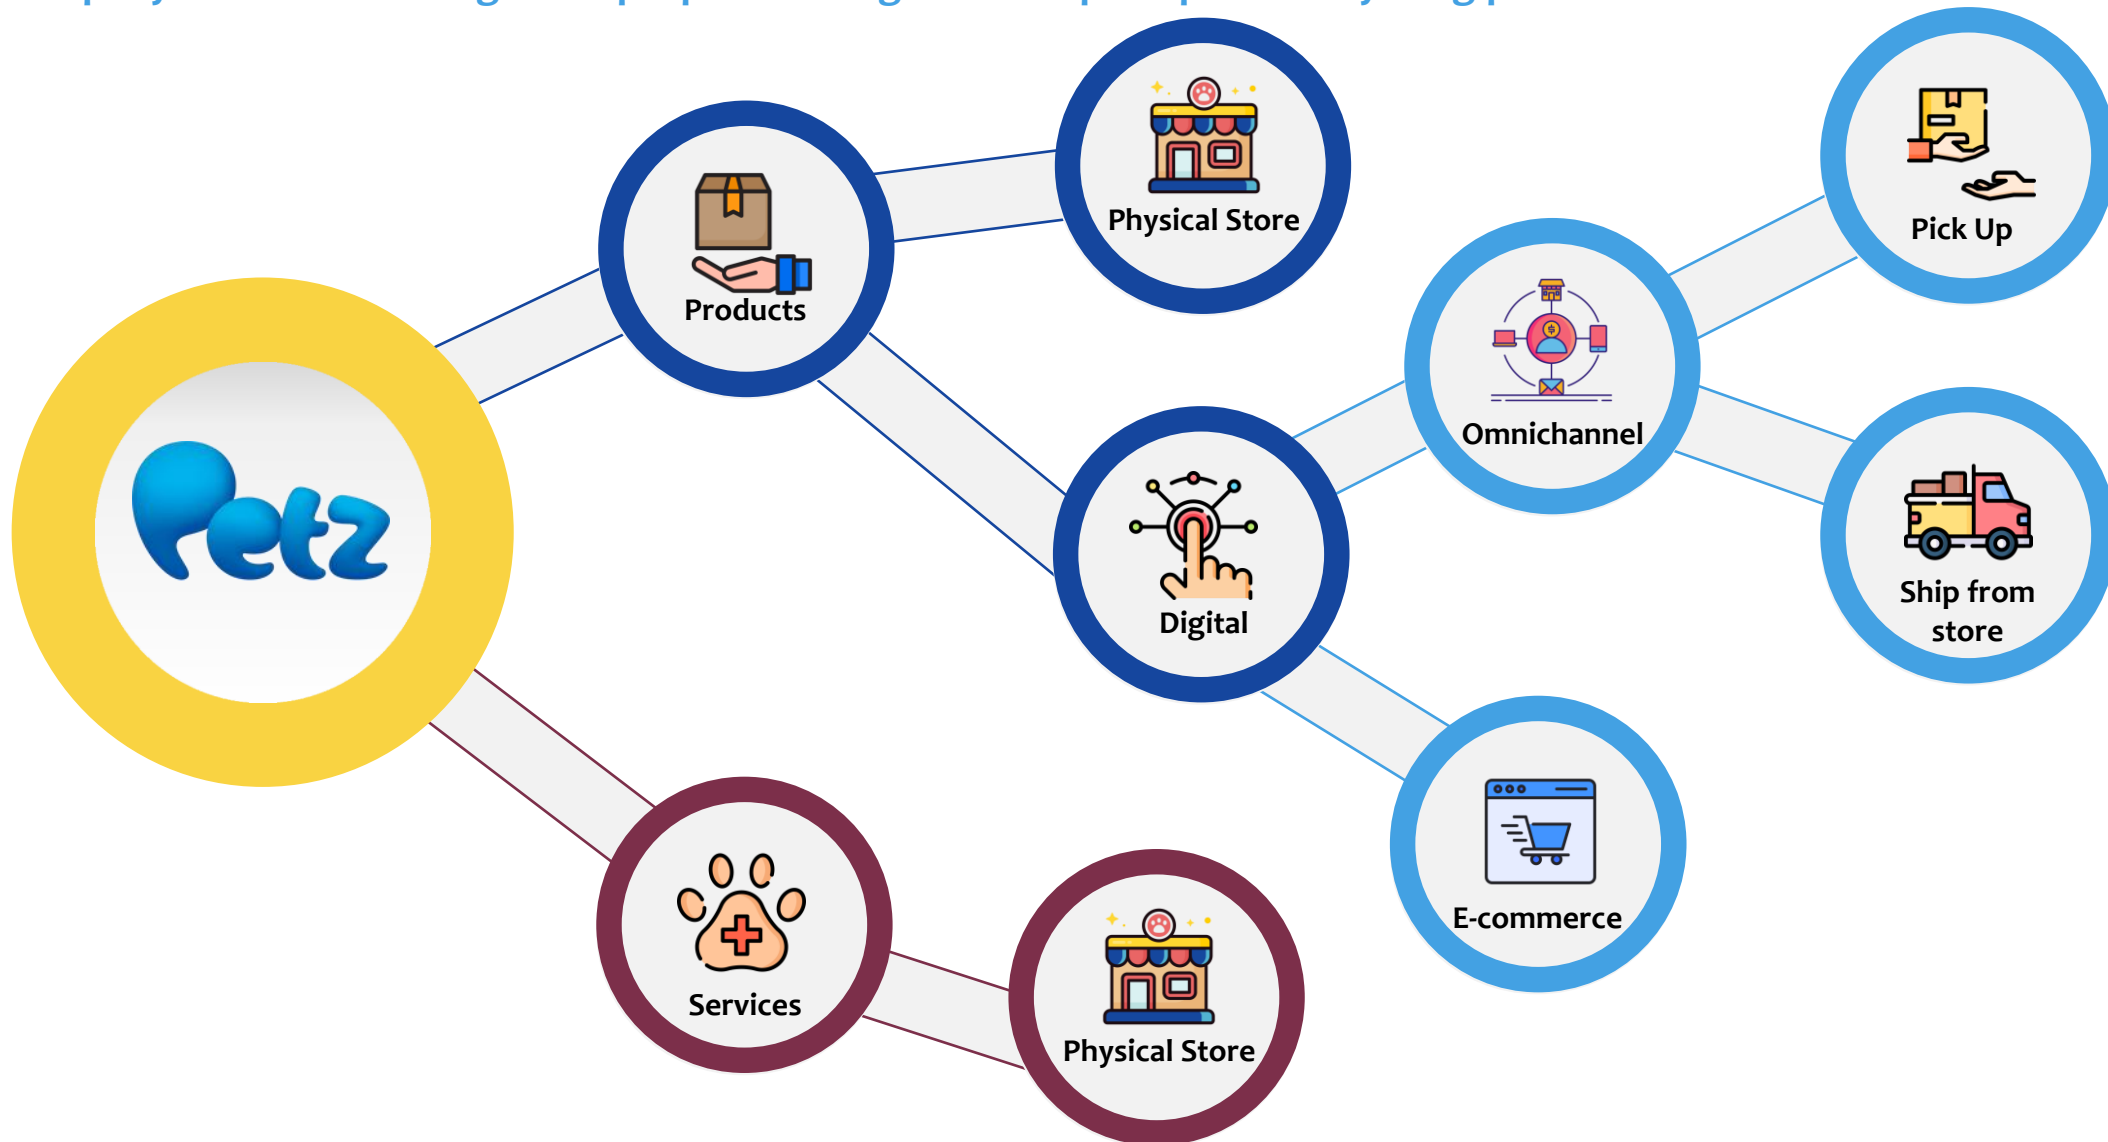 Petz
Products
Physical Store
Digital
Omnichannel
Pick Up
Ship from
store
E-commerce
Services
Physical Store